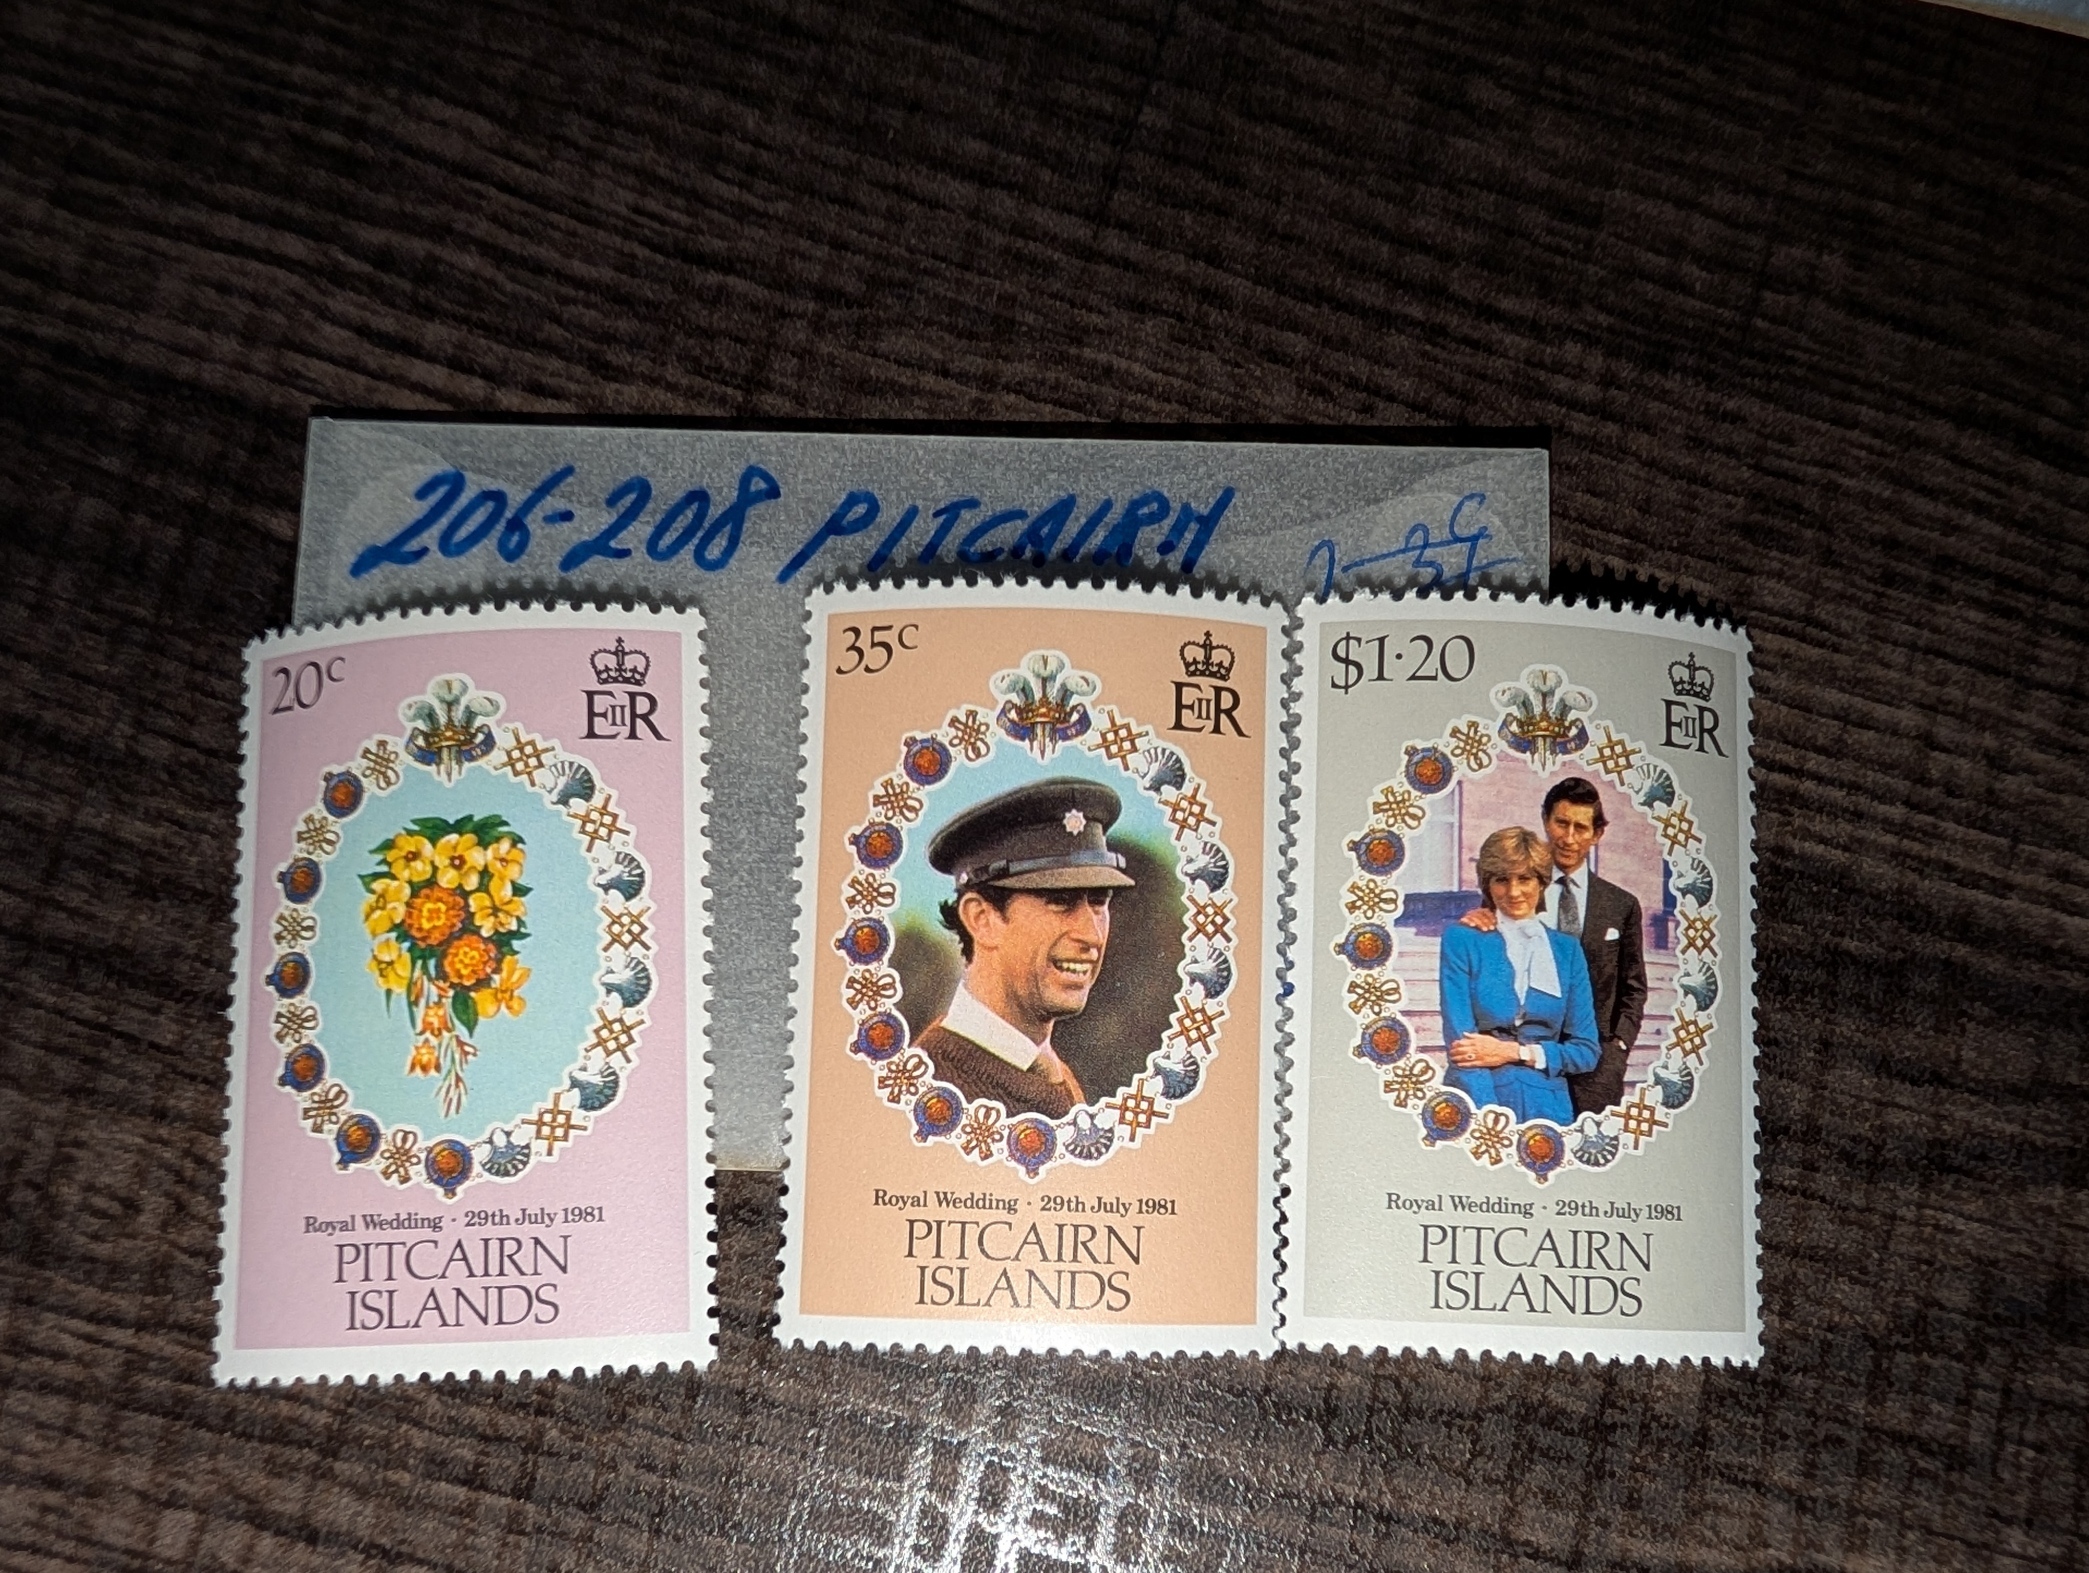 206-208 PITCAIRN
20c
EIIR
Royal Wedding · 29th July 1981
PITCAIRN
ISLANDS
35c
EIIR
Royal Wedding · 29th July 1981
PITCAIRN
ISLANDS
$1·20
EIIR
Royal Wedding · 29th July 1981
PITCAIRN
ISLANDS